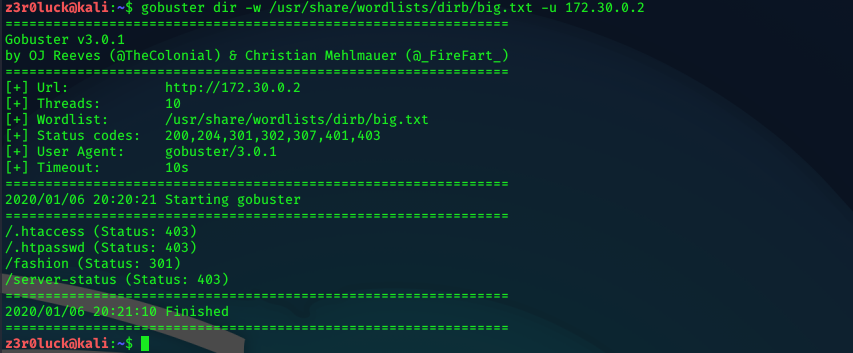 z3r0luck@kali:~$ gobuster dir -w /usr/share/wordlists/dirb/big.txt -u 172.30.0.2
===============================================================
Gobuster v3.0.1
by OJ Reeves (@TheColonial) & Christian Mehlmauer (@_FireFart_)
===============================================================
[+] Url:            http://172.30.0.2
[+] Threads:        10
[+] Wordlist:       /usr/share/wordlists/dirb/big.txt
[+] Status codes:   200,204,301,302,307,401,403
[+] User Agent:     gobuster/3.0.1
[+] Timeout:        10s
===============================================================
2020/01/06 20:20:21 Starting gobuster
===============================================================
/.htaccess (Status: 403)
/.htpasswd (Status: 403)
/fashion (Status: 301)
/server-status (Status: 403)
===============================================================
2020/01/06 20:21:10 Finished
===============================================================
z3r0luck@kali:~$